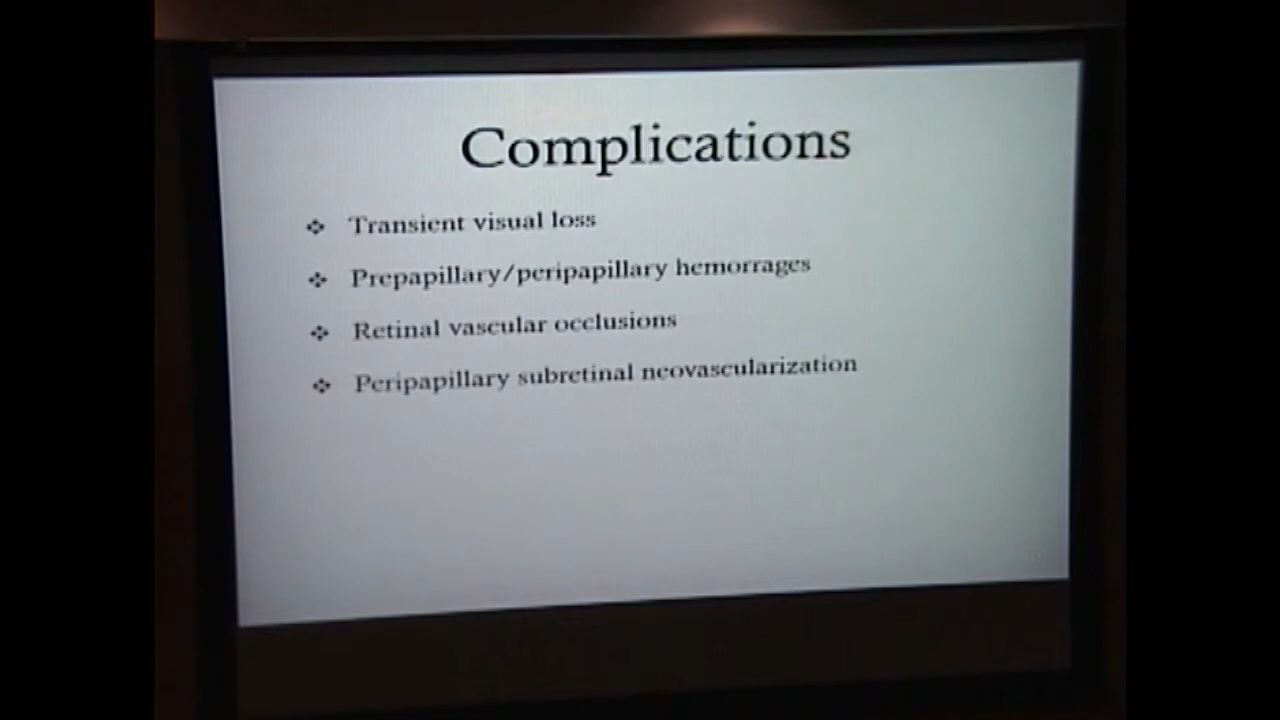 Complications
❖ Transient visual loss
❖ Prepapillary/peripapillary hemorrages
❖ Retinal vascular occlusions
❖ Peripapillary subretinal neovascularization